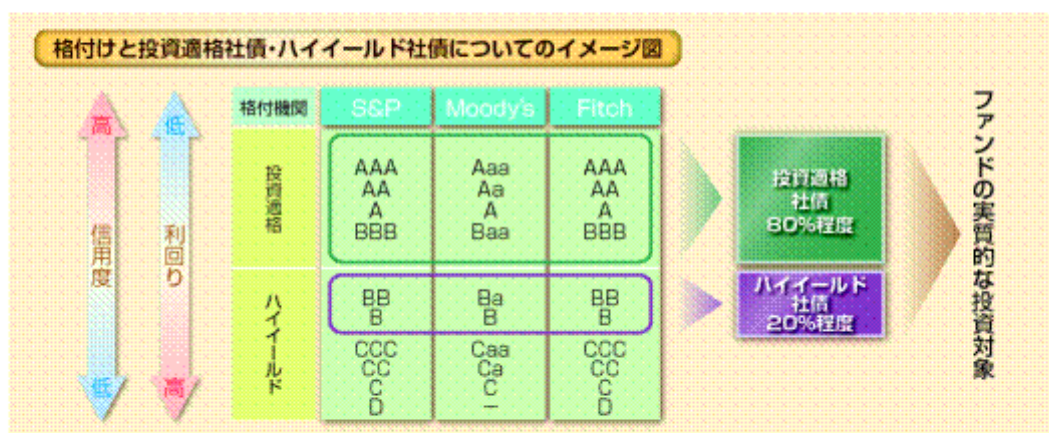 格付けと投資適格社債・ハイイールド社債についてのイメージ図
高
信用度
低
低
利回り
高
格付機関
S&P
Moody's
Fitch
投資適格
AAA
AA
A
BBB
Aaa
Aa
A
Baa
AAA
AA
A
BBB
ハイイールド
BB
B
CCC
CC
C
D
Ba
B
Caa
Ca
C
–
BB
B
CCC
CC
C
D
投資適格
社債
80%程度
ハイイールド
社債
20%程度
ファンドの実質的な投資対象